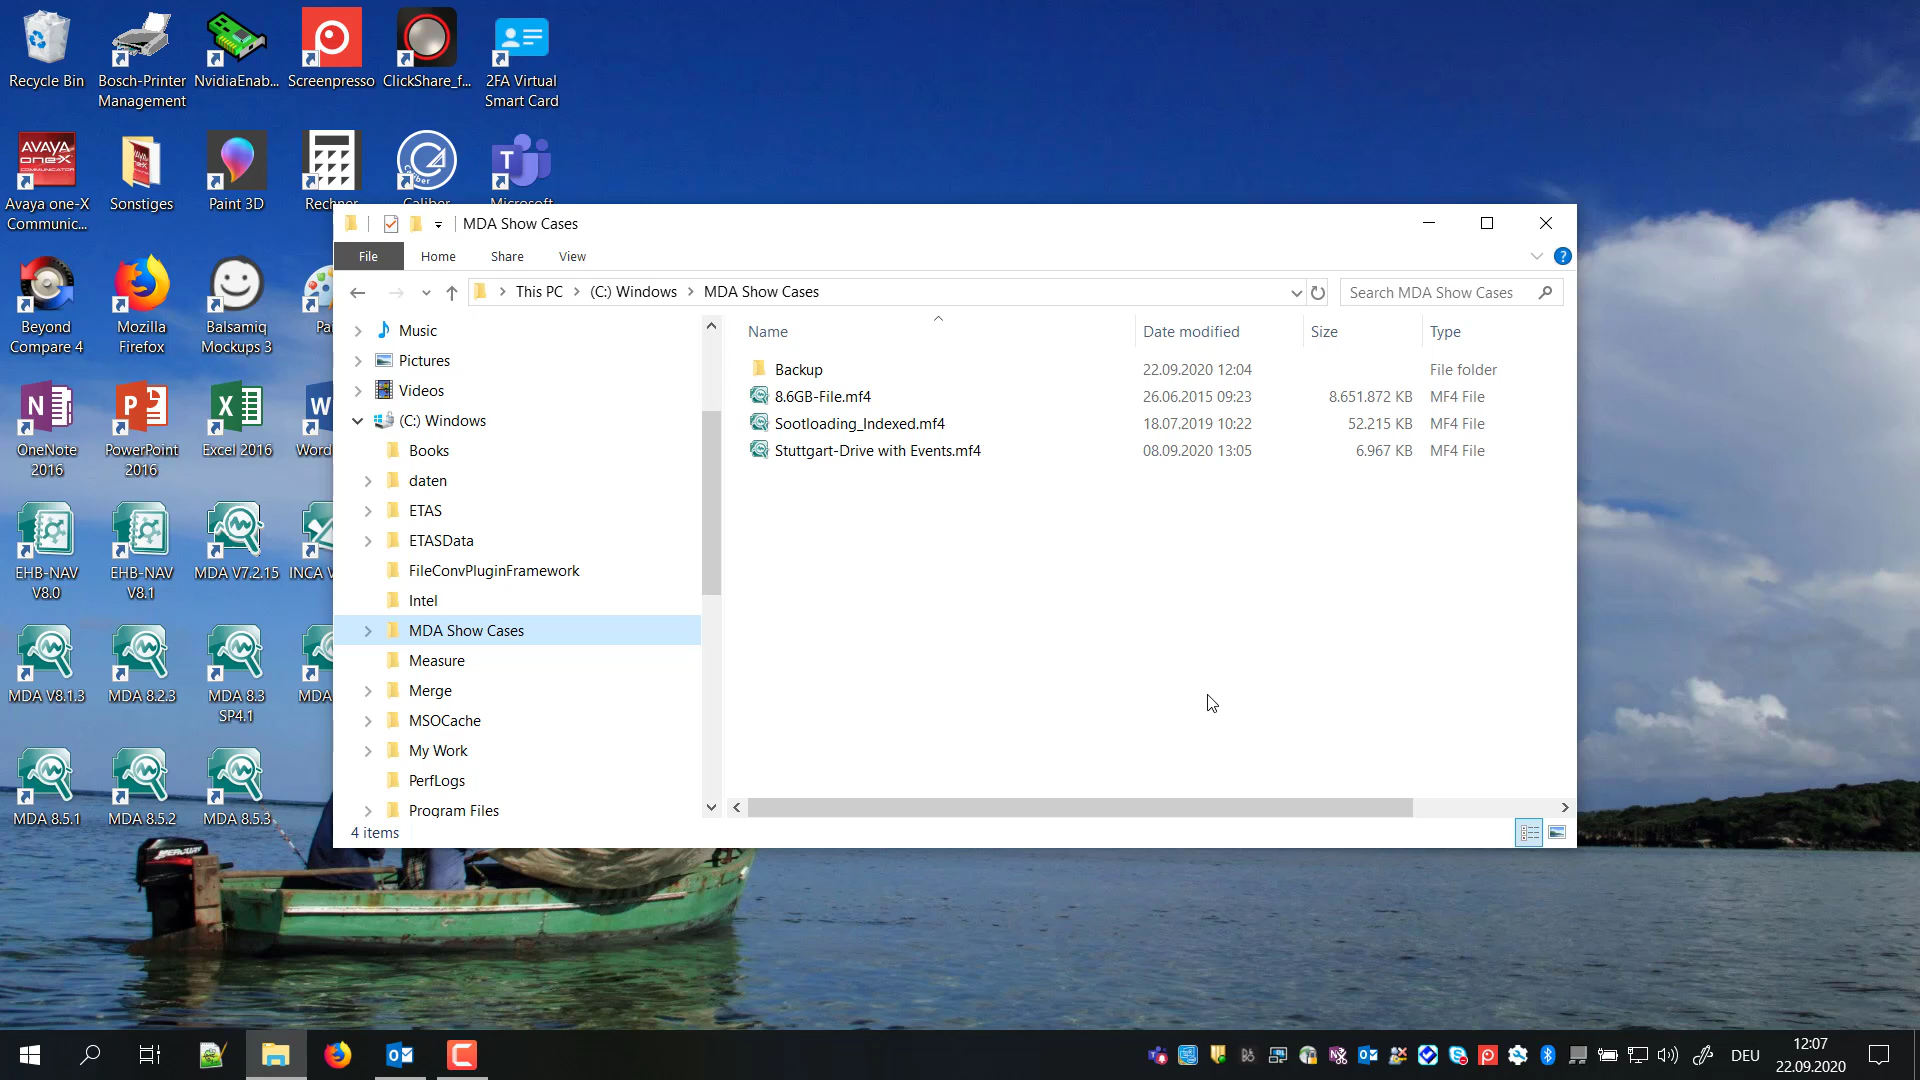 Recycle Bin
Bosch-Printer
Management
NvidiaEnab...
Screenpresso
ClickShare_f...
2FA Virtual
Smart Card
AVAYA
one-X
COMMUNICATOR
Avaya one-X
Communic...
Sonstiges
Paint 3D
Rechner
Caliber
Microsoft
Beyond
Compare 4
Mozilla
Firefox
Balsamiq
Mockups 3
Pai
OneNote
2016
PowerPoint
2016
Excel 2016
Word
EHB-NAV
V8.0
EHB-NAV
V8.1
MDA V7.2.15
INCA V
MDA V8.1.3
MDA 8.2.3
MDA 8.3
SP4.1
MDA
MDA 8.5.1
MDA 8.5.2
MDA 8.5.3
MDA Show Cases
File
Home
Share
View
This PC
(C:) Windows
MDA Show Cases
Search MDA Show Cases
Music
Pictures
Videos
(C:) Windows
Books
daten
ETAS
ETASData
FileConvPluginFramework
Intel
MDA Show Cases
Measure
Merge
MSOCache
My Work
PerfLogs
Program Files
Name Date modified Size Type
Backup 22.09.2020 12:04 File folder
8.6GB-File.mf4 26.06.2015 09:23 8.651.872 KB MF4 File
Sootloading_Indexed.mf4 18.07.2019 10:22 52.215 KB MF4 File
Stuttgart-Drive with Events.mf4 08.09.2020 13:05 6.967 KB MF4 File
4 items
MERCURY
DEU
12:07
22.09.2020